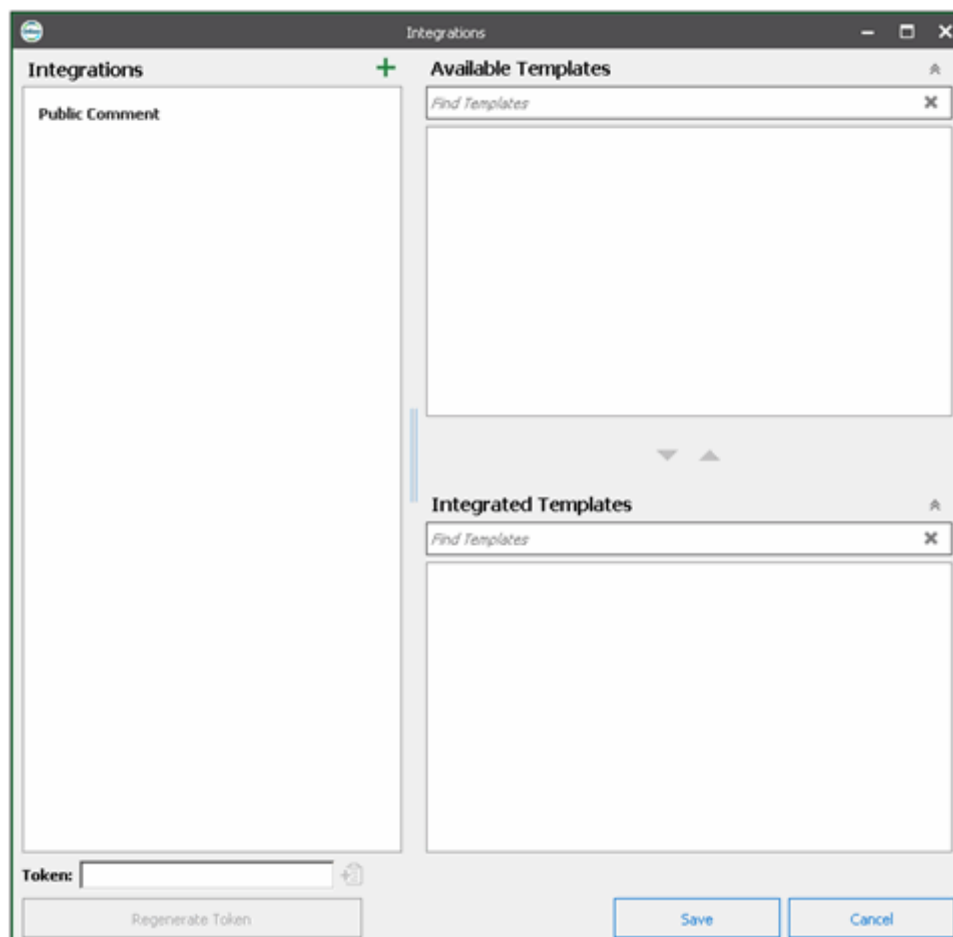 Integrations
Integrations
Public Comment
Available Templates
Find Templates
Integrated Templates
Find Templates
Token:
Regenerate Token
Save
Cancel